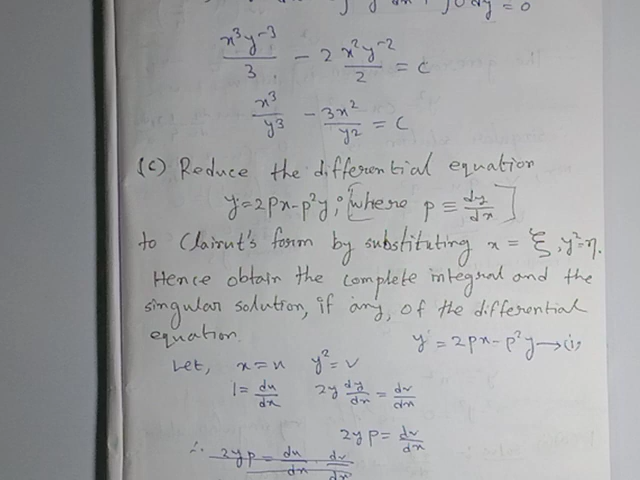 dy = 0
x³y⁻³/3 - 2 x²y⁻²/2 = c
x³/y3 - 3x²/y2 = c
(c) Reduce the differential equation
y = 2px - p²y, [where p ≡ dy/dx]
to Clairut's form by substituting x = ξ, y² = η.
Hence obtain the complete integral and the
singular solution, if any, of the differential
equation.
y = 2px - p²y → (i)
Let, x = u y² = v
1 = du/dx 2y dy/dx = dv/dx
2yp = dv/dx
∴ 2yp = du/dx · dv/dx